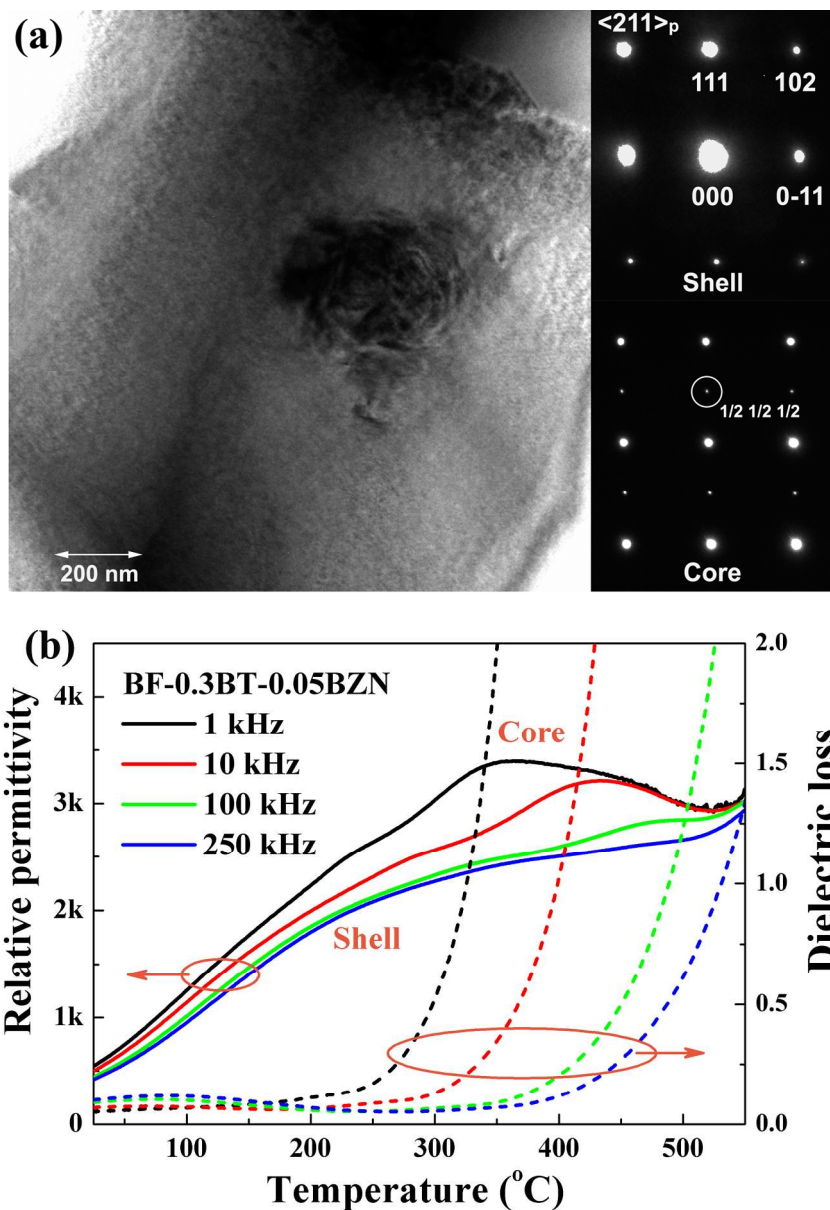 (a)
<211>p
111 102
000 0-11
Shell
1/2 1/2 1/2
Core
200 nm
(b)
BF-0.3BT-0.05BZN
1 kHz
10 kHz
100 kHz
250 kHz
Core
Shell
Relative permittivity
4k
3k
2k
1k
0
Dielectric loss
2.0
1.5
1.0
0.5
0.0
100 200 300 400 500
Temperature (°C)